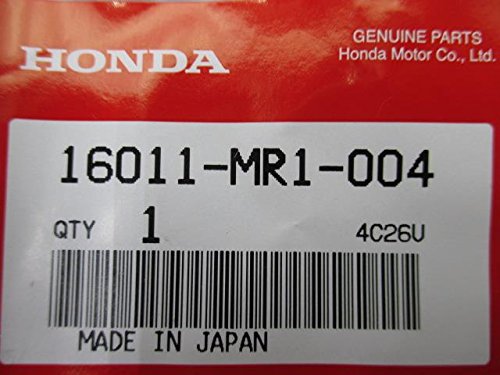 HONDA
GENUINE PARTS
Honda Motor Co., Ltd.
16011-MR1-004
QTY 1 4C26U
MADE IN JAPAN